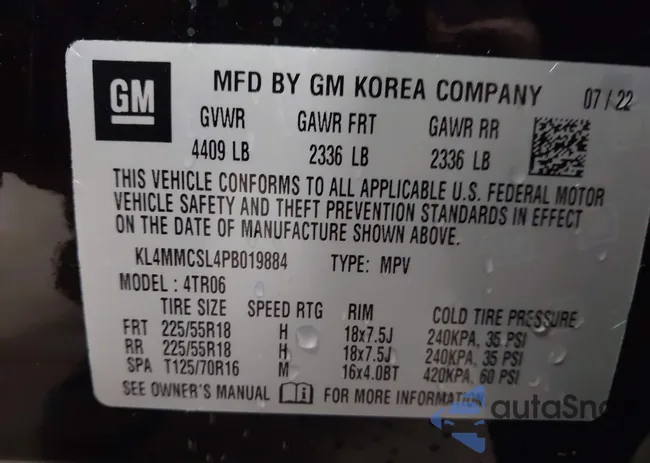 GM MFD BY GM KOREA COMPANY 07 / 22
GVWR GAWR FRT GAWR RR
4409 LB 2336 LB 2336 LB
THIS VEHICLE CONFORMS TO ALL APPLICABLE U.S. FEDERAL MOTOR
VEHICLE SAFETY AND THEFT PREVENTION STANDARDS IN EFFECT
ON THE DATE OF MANUFACTURE SHOWN ABOVE.
KL4MMCSL4PB019884 TYPE: MPV
MODEL : 4TR06
TIRE SIZE SPEED RTG RIM COLD TIRE PRESSURE
FRT 225/55R18 H 18x7.5J 240KPA, 35 PSI
RR 225/55R18 H 18x7.5J 240KPA, 35 PSI
SPA T125/70R16 M 16x4.0BT 420KPA, 60 PSI
SEE OWNER'S MANUAL FOR MORE INFORMATION